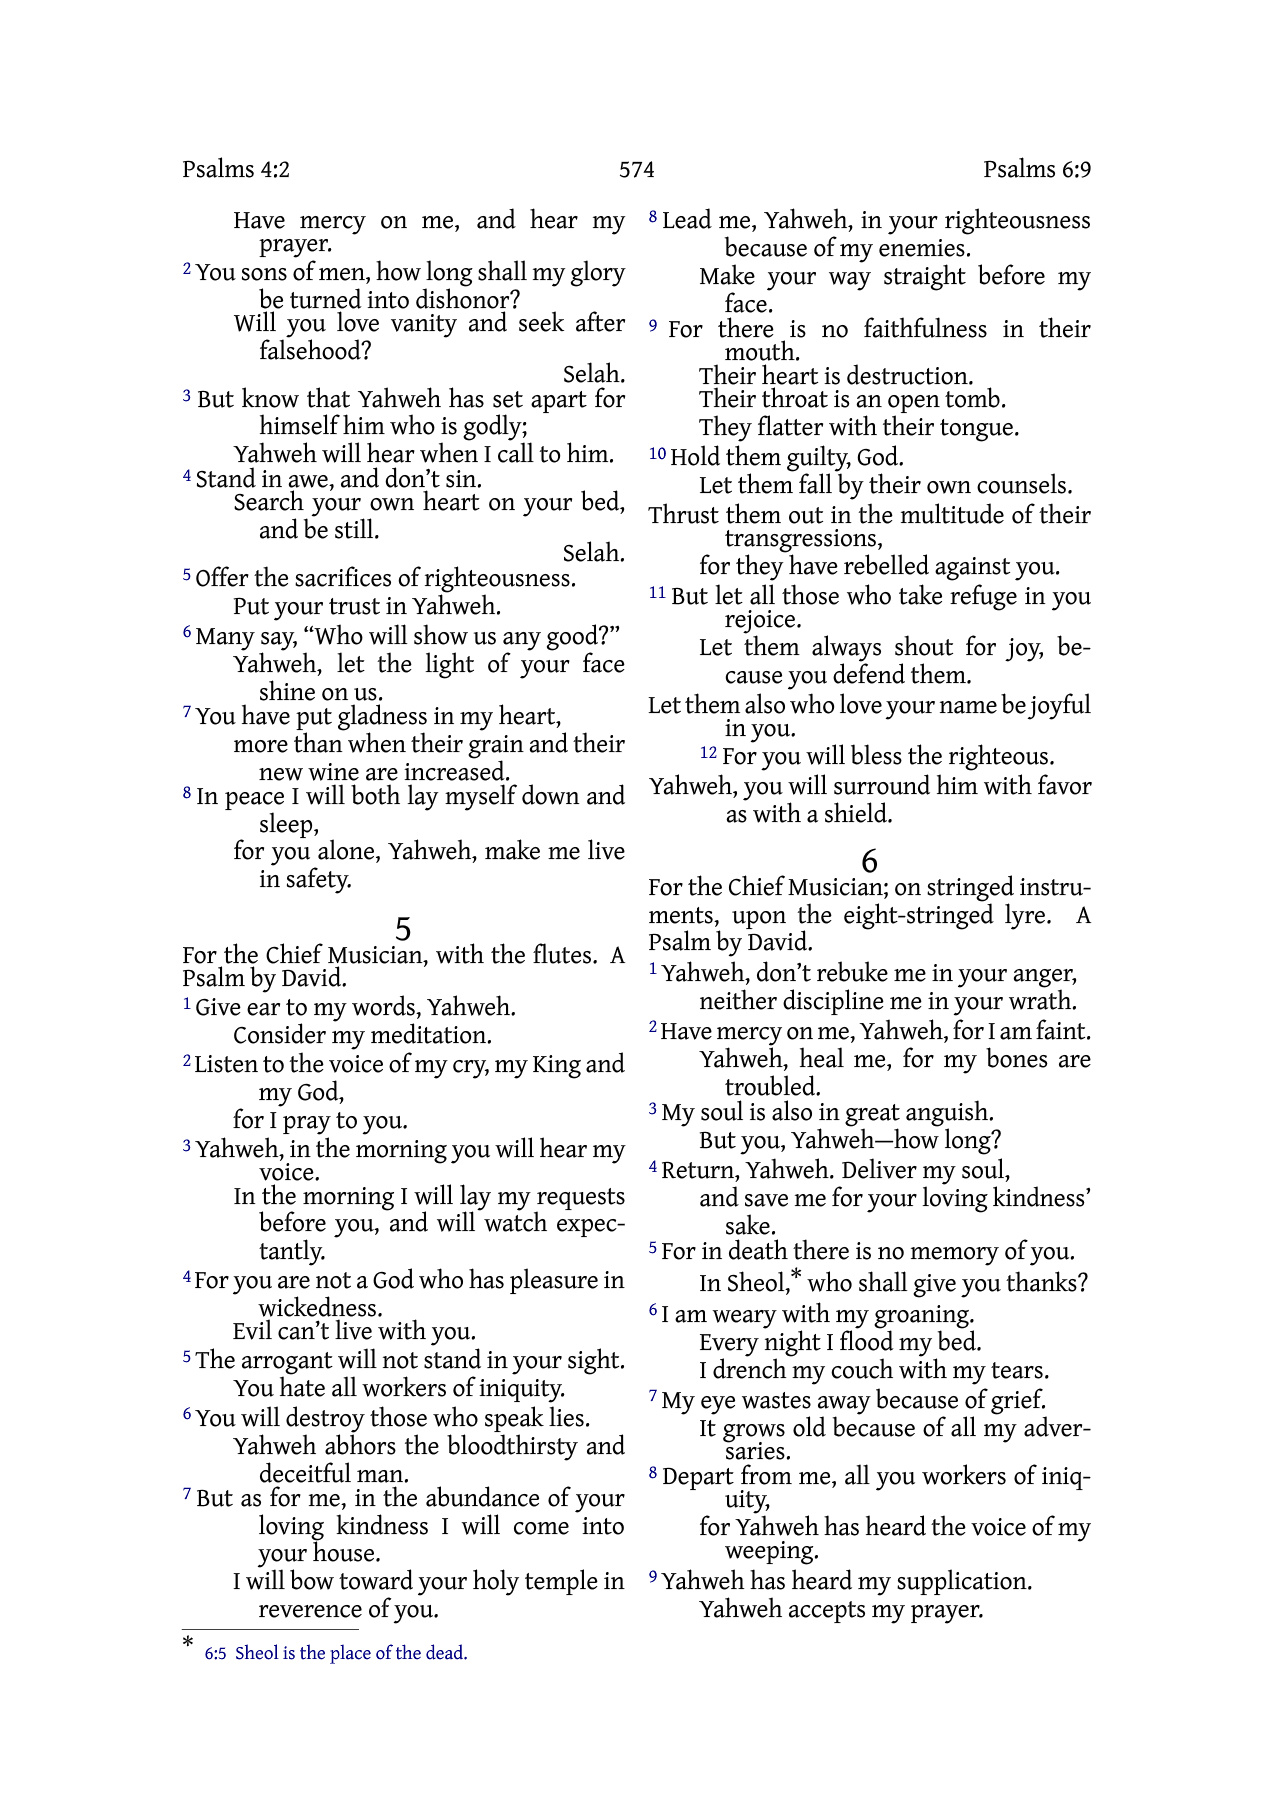 Psalms 4:2 574 Psalms 6:9
Have mercy on me, and hear my
prayer.
2 You sons of men, how long shall my glory
be turned into dishonor?
Will you love vanity and seek after
falsehood?
Selah.
3 But know that Yahweh has set apart for
himself him who is godly;
Yahweh will hear when I call to him.
4 Stand in awe, and don’t sin.
Search your own heart on your bed,
and be still.
Selah.
5 Offer the sacrifices of righteousness.
Put your trust in Yahweh.
6 Many say, “Who will show us any good?”
Yahweh, let the light of your face
shine on us.
7 You have put gladness in my heart,
more than when their grain and their
new wine are increased.
8 In peace I will both lay myself down and
sleep,
for you alone, Yahweh, make me live
in safety.
5
For the Chief Musician, with the flutes. A
Psalm by David.
1 Give ear to my words, Yahweh.
Consider my meditation.
2 Listen to the voice of my cry, my King and
my God,
for I pray to you.
3 Yahweh, in the morning you will hear my
voice.
In the morning I will lay my requests
before you, and will watch expec-
tantly.
4 For you are not a God who has pleasure in
wickedness.
Evil can’t live with you.
5 The arrogant will not stand in your sight.
You hate all workers of iniquity.
6 You will destroy those who speak lies.
Yahweh abhors the bloodthirsty and
deceitful man.
7 But as for me, in the abundance of your
loving kindness I will come into
your house.
I will bow toward your holy temple in
reverence of you.
8 Lead me, Yahweh, in your righteousness
because of my enemies.
Make your way straight before my
face.
9 For there is no faithfulness in their
mouth.
Their heart is destruction.
Their throat is an open tomb.
They flatter with their tongue.
10 Hold them guilty, God.
Let them fall by their own counsels.
Thrust them out in the multitude of their
transgressions,
for they have rebelled against you.
11 But let all those who take refuge in you
rejoice.
Let them always shout for joy, be-
cause you defend them.
Let them also who love your name be joyful
in you.
12 For you will bless the righteous.
Yahweh, you will surround him with favor
as with a shield.
6
For the Chief Musician; on stringed instru-
ments, upon the eight-stringed lyre. A
Psalm by David.
1 Yahweh, don’t rebuke me in your anger,
neither discipline me in your wrath.
2 Have mercy on me, Yahweh, for I am faint.
Yahweh, heal me, for my bones are
troubled.
3 My soul is also in great anguish.
But you, Yahweh—how long?
4 Return, Yahweh. Deliver my soul,
and save me for your loving kindness’
sake.
5 For in death there is no memory of you.
In Sheol,* who shall give you thanks?
6 I am weary with my groaning.
Every night I flood my bed.
I drench my couch with my tears.
7 My eye wastes away because of grief.
It grows old because of all my adver-
saries.
8 Depart from me, all you workers of iniq-
uity,
for Yahweh has heard the voice of my
weeping.
9 Yahweh has heard my supplication.
Yahweh accepts my prayer.
* 6:5 Sheol is the place of the dead.